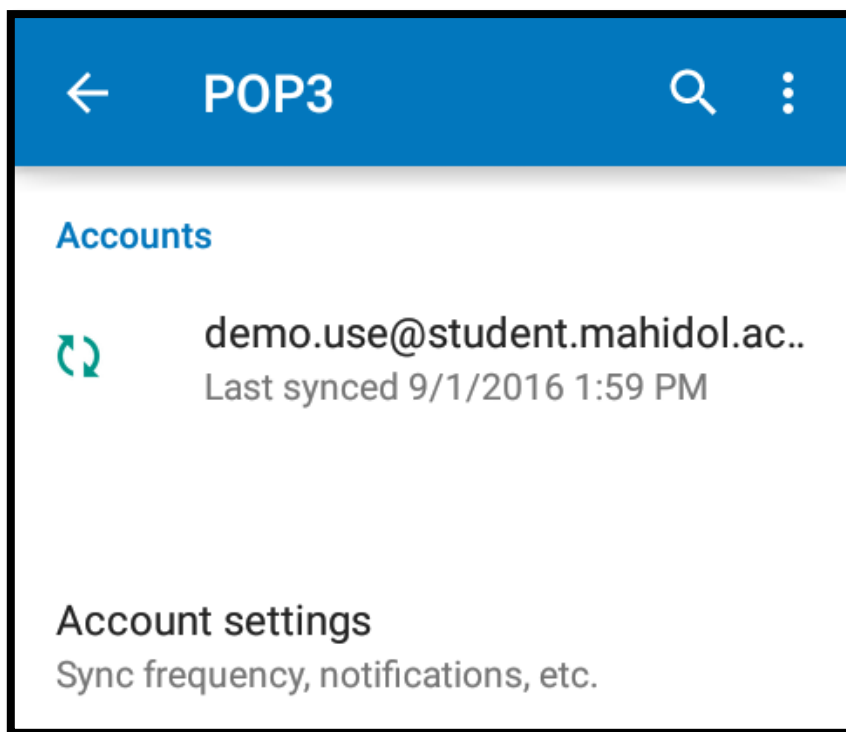 POP3
Accounts
demo.use@student.mahidol.ac..
Last synced 9/1/2016 1:59 PM
Account settings
Sync frequency, notifications, etc.